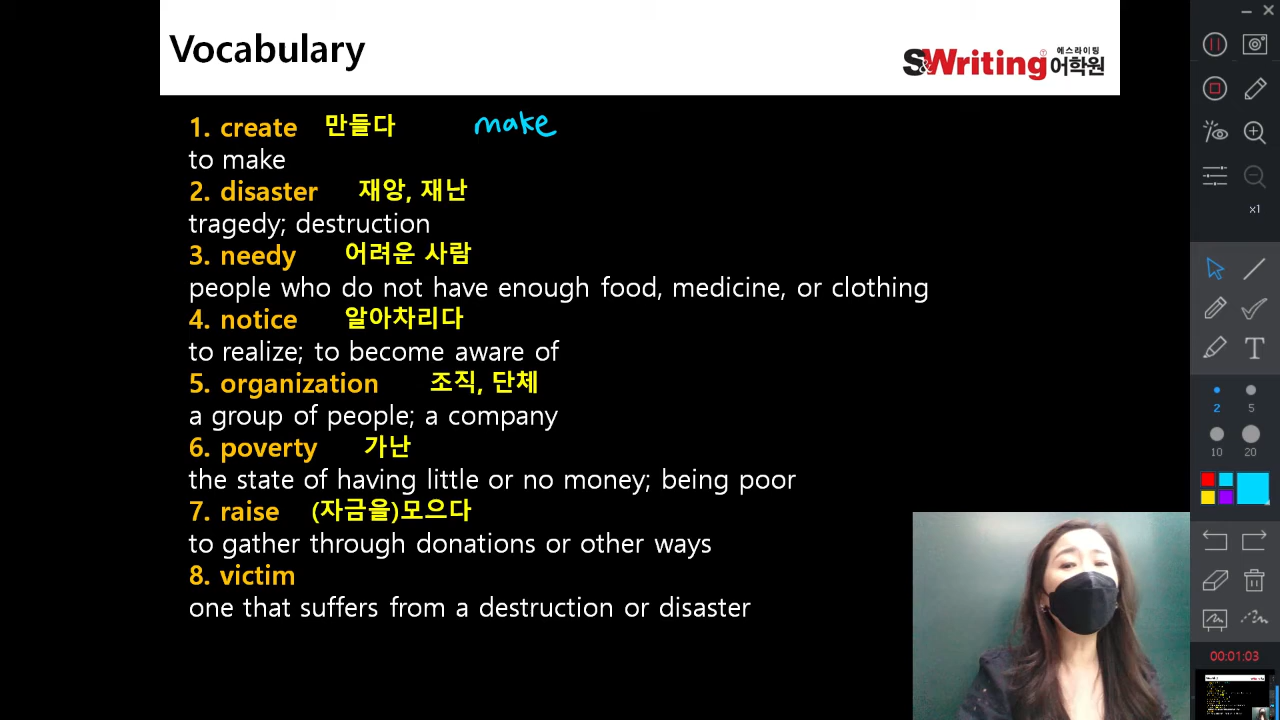 Vocabulary
S&Writing 에스라이팅 어학원
1. create 만들다 make
to make
2. disaster 재앙, 재난
tragedy; destruction
3. needy 어려운 사람
people who do not have enough food, medicine, or clothing
4. notice 알아차리다
to realize; to become aware of
5. organization 조직, 단체
a group of people; a company
6. poverty 가난
the state of having little or no money; being poor
7. raise (자금을)모으다
to gather through donations or other ways
8. victim
one that suffers from a destruction or disaster
x1
T
2 5
10 20
00:01:03